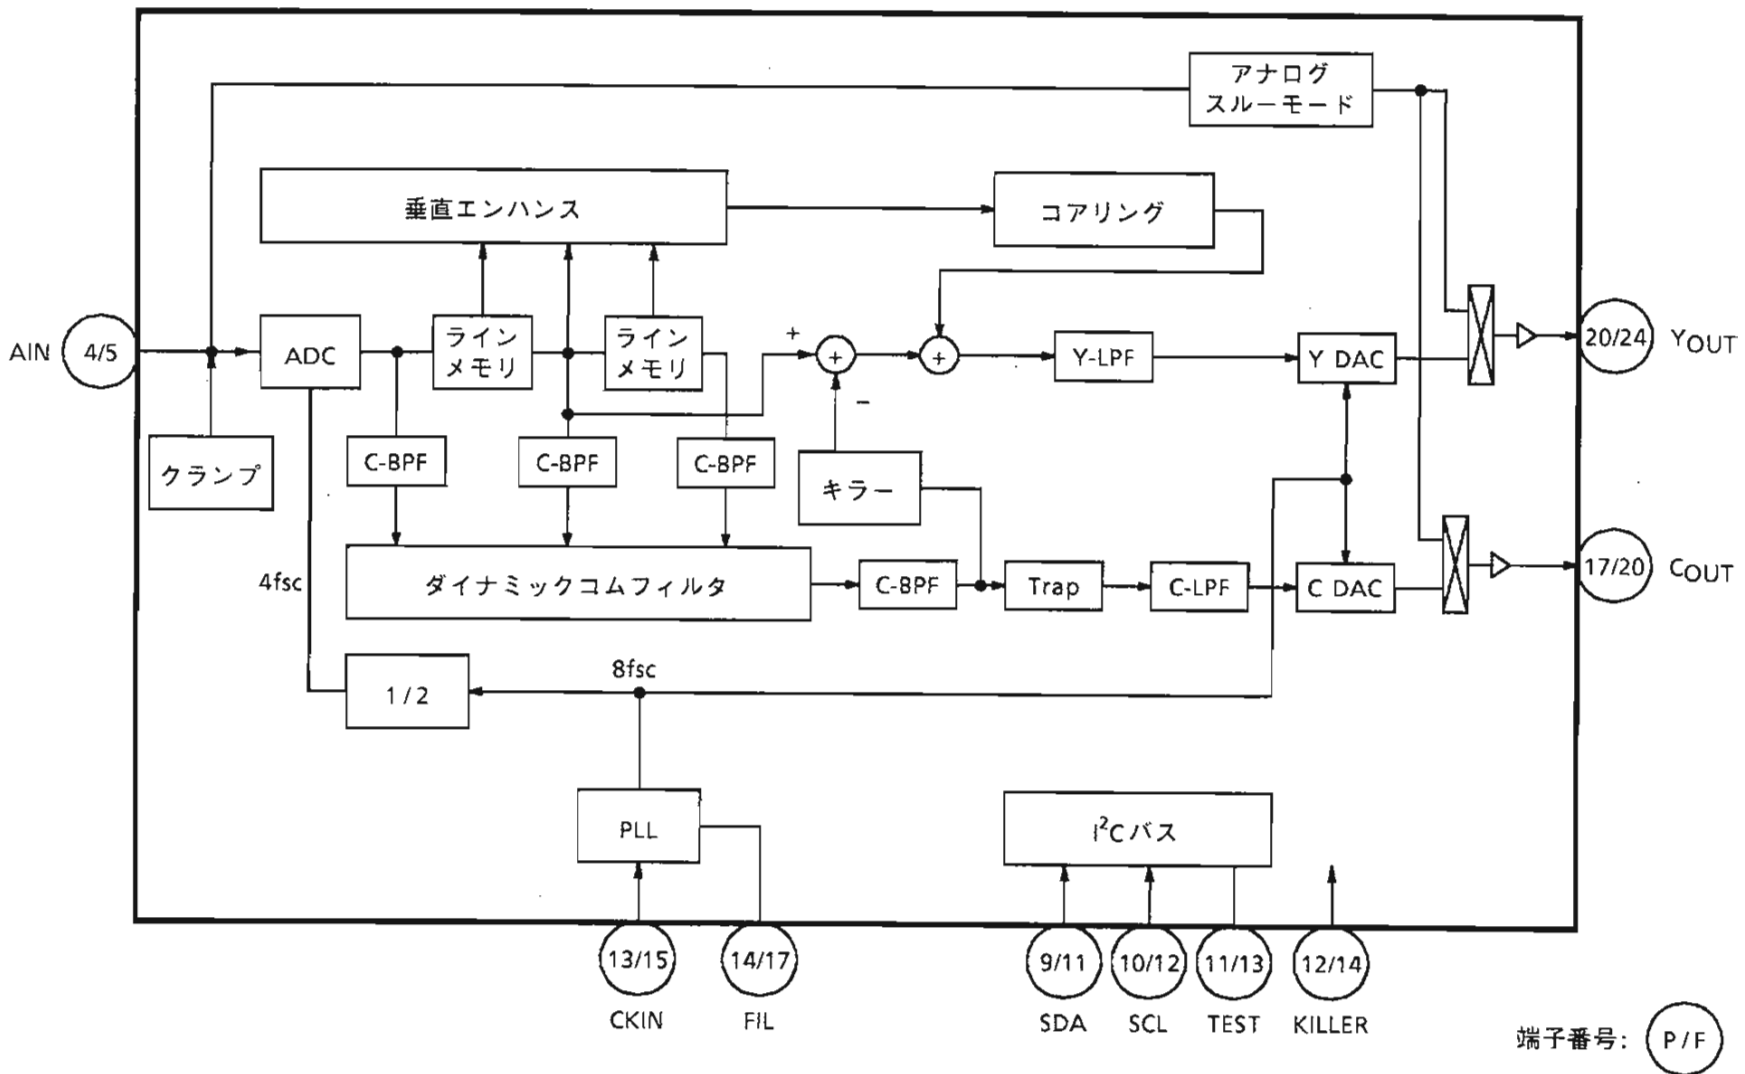 アナログ
スルーモード
垂直エンハンス
コアリング
AIN
4/5
ADC
ライン
メモリ
ライン
メモリ
+
+
+
Y-LPF
Y DAC
20/24
YOUT
−
クランプ
C-BPF
C-BPF
C-BPF
キラー
4fsc
ダイナミックコムフィルタ
C-BPF
Trap
C-LPF
C DAC
17/20
COUT
1/2
8fsc
PLL
I²Cバス
13/15
14/17
9/11
10/12
11/13
12/14
CKIN
FIL
SDA
SCL
TEST
KILLER
端子番号:
P/F